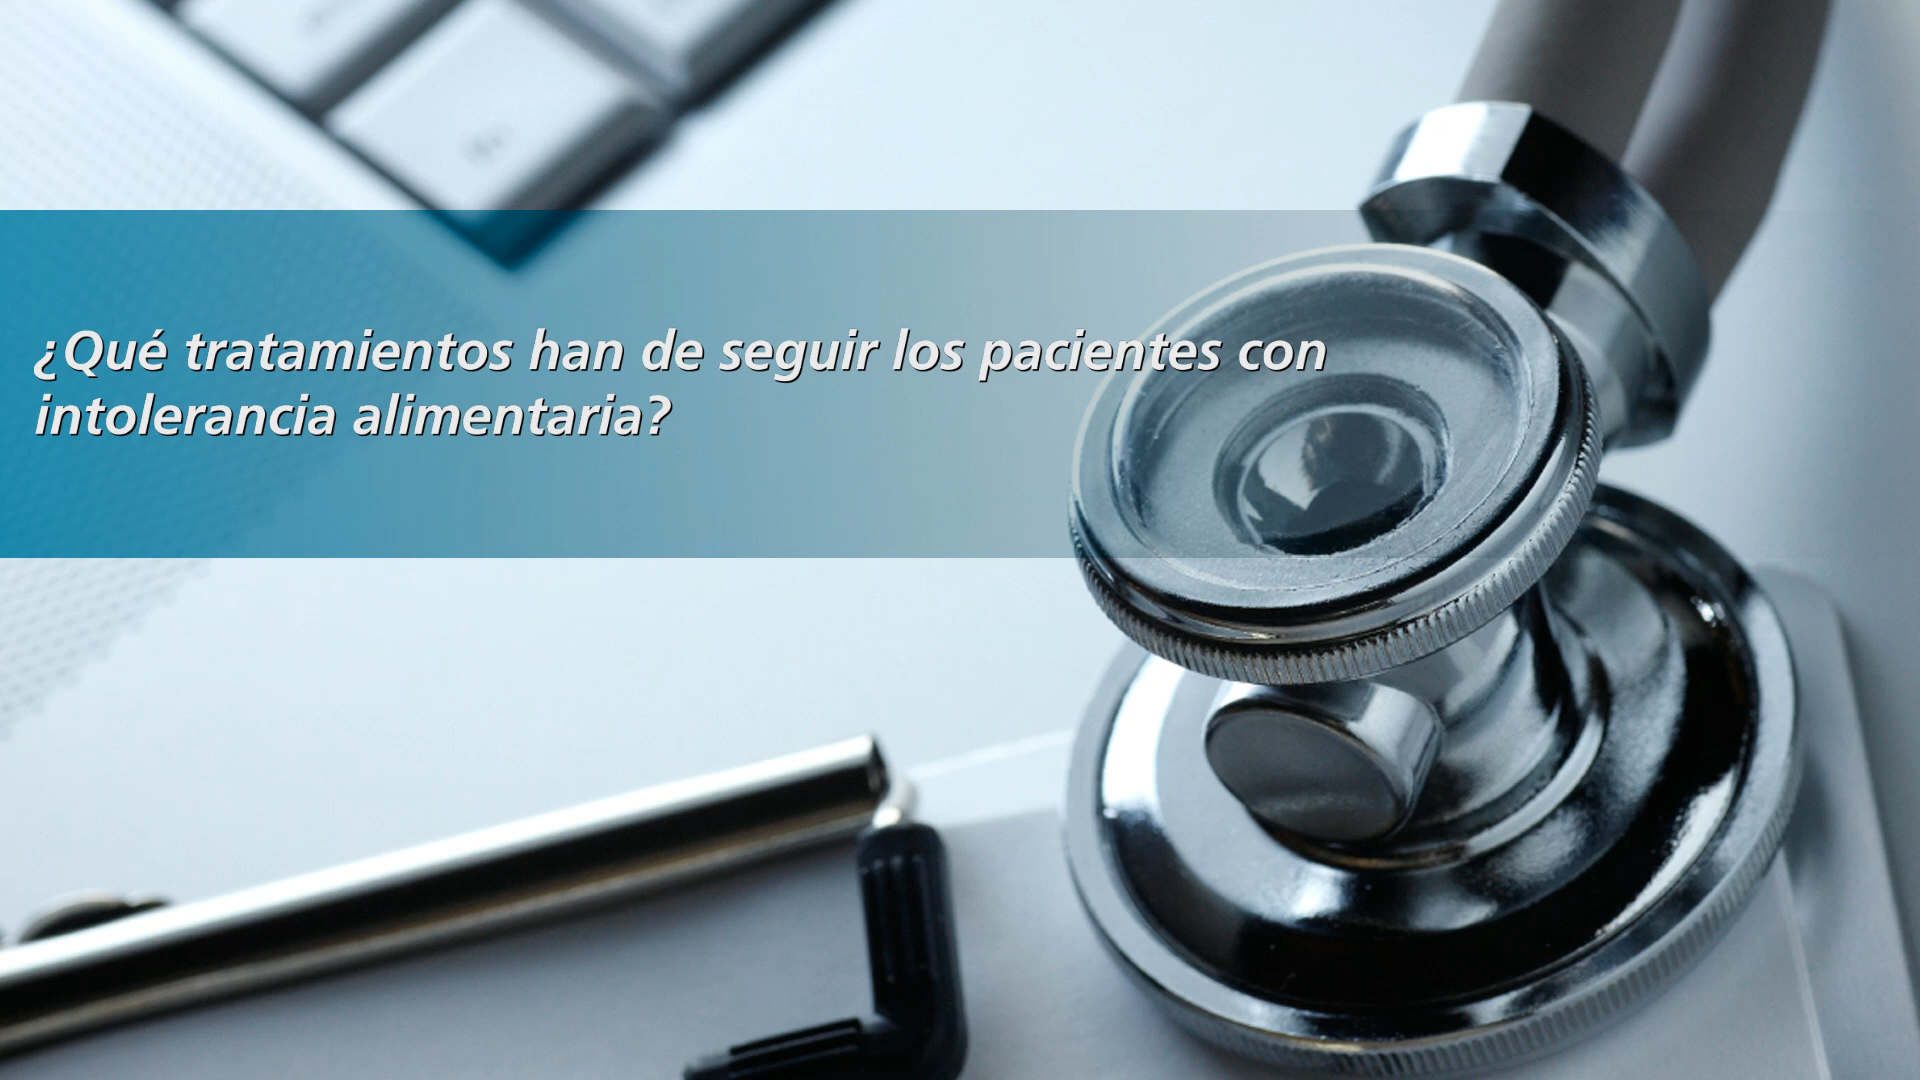 ¿Qué tratamientos han de seguir los pacientes con
intolerancia alimentaria?